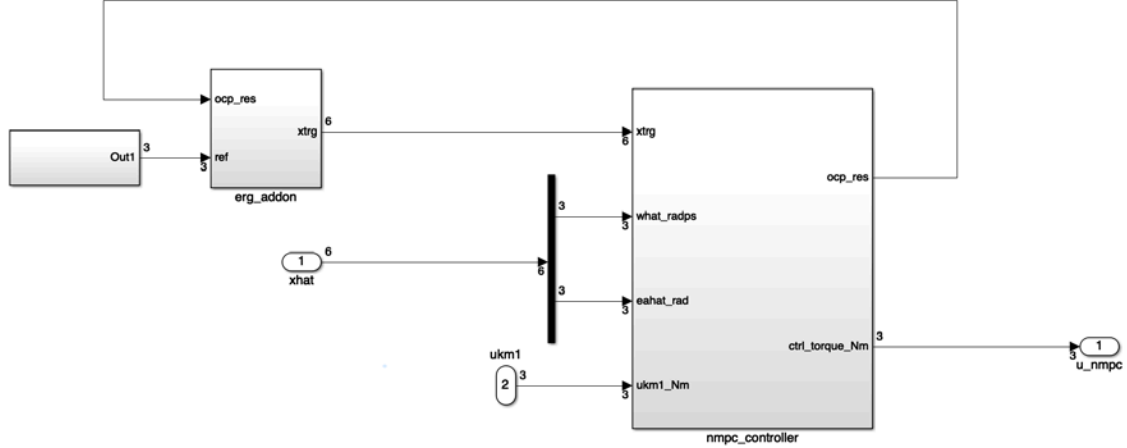 ocp_res
xtrg
6
Out1
3
3
ref
erg_addon
6
xtrg
ocp_res
3
3
what_radps
1
6
xhat
6
3
3
eahat_rad
ctrl_torque_Nm
3
3
1
u_nmpc
ukm1
2
3
3
ukm1_Nm
nmpc_controller